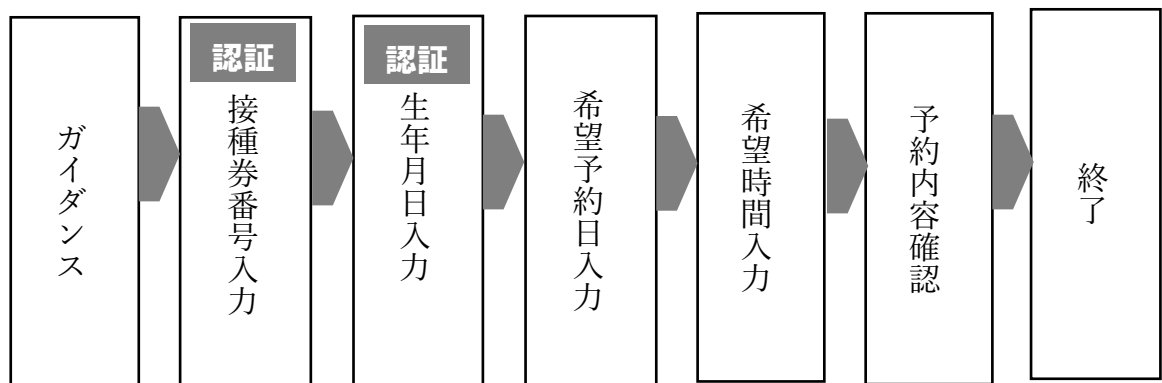 ガイダンス
認証
接種券番号入力
認証
生年月日入力
希望予約日入力
希望時間入力
予約内容確認
終了